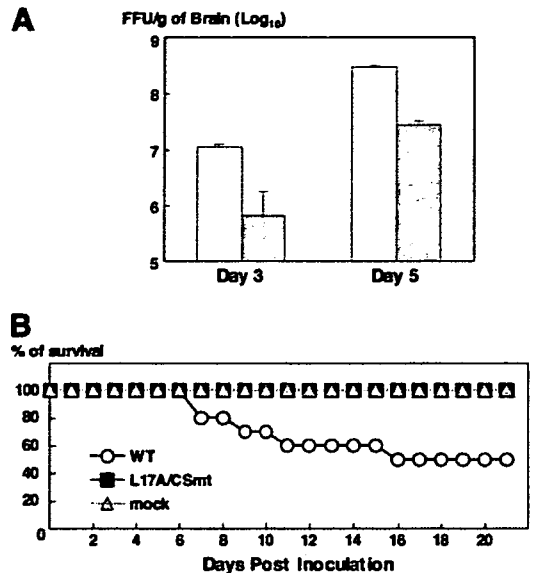 A
FFU/g of Brain (Log10)
9
8
7
6
5
Day 3
Day 5
B
% of survival
100
80
60
40
20
0
WT
L17A/CSmt
mock
2 4 6 8 10 12 14 16 18 20
Days Post Inoculation